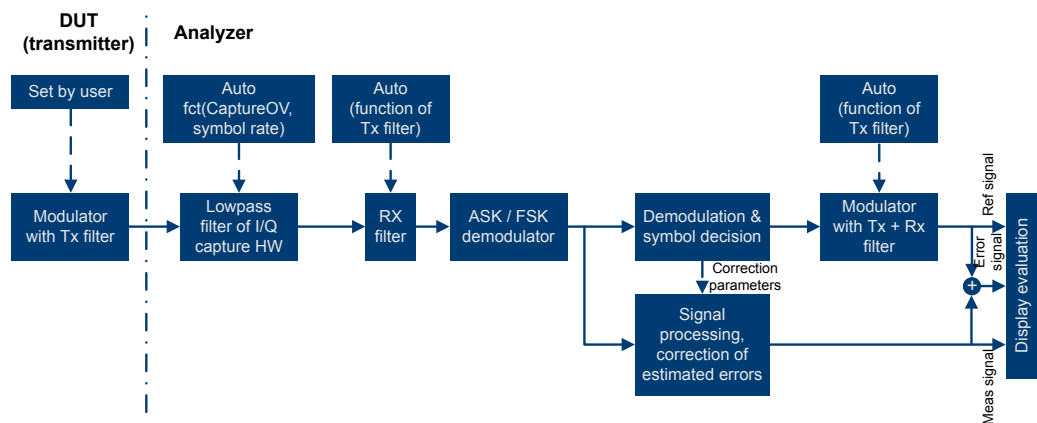 DUT
(transmitter)
Analyzer
Set by user
Auto
fct(CaptureOV,
symbol rate)
Auto
(function of
Tx filter)
Auto
(function of
Tx filter)
Modulator
with Tx filter
Lowpass
filter of I/Q
capture HW
RX
filter
ASK / FSK
demodulator
Demodulation &
symbol decision
Modulator
with Tx + Rx
filter
Ref signal
Error
signal
+
Correction
parameters
Signal
processing,
correction of
estimated errors
Meas signal
Display evaluation